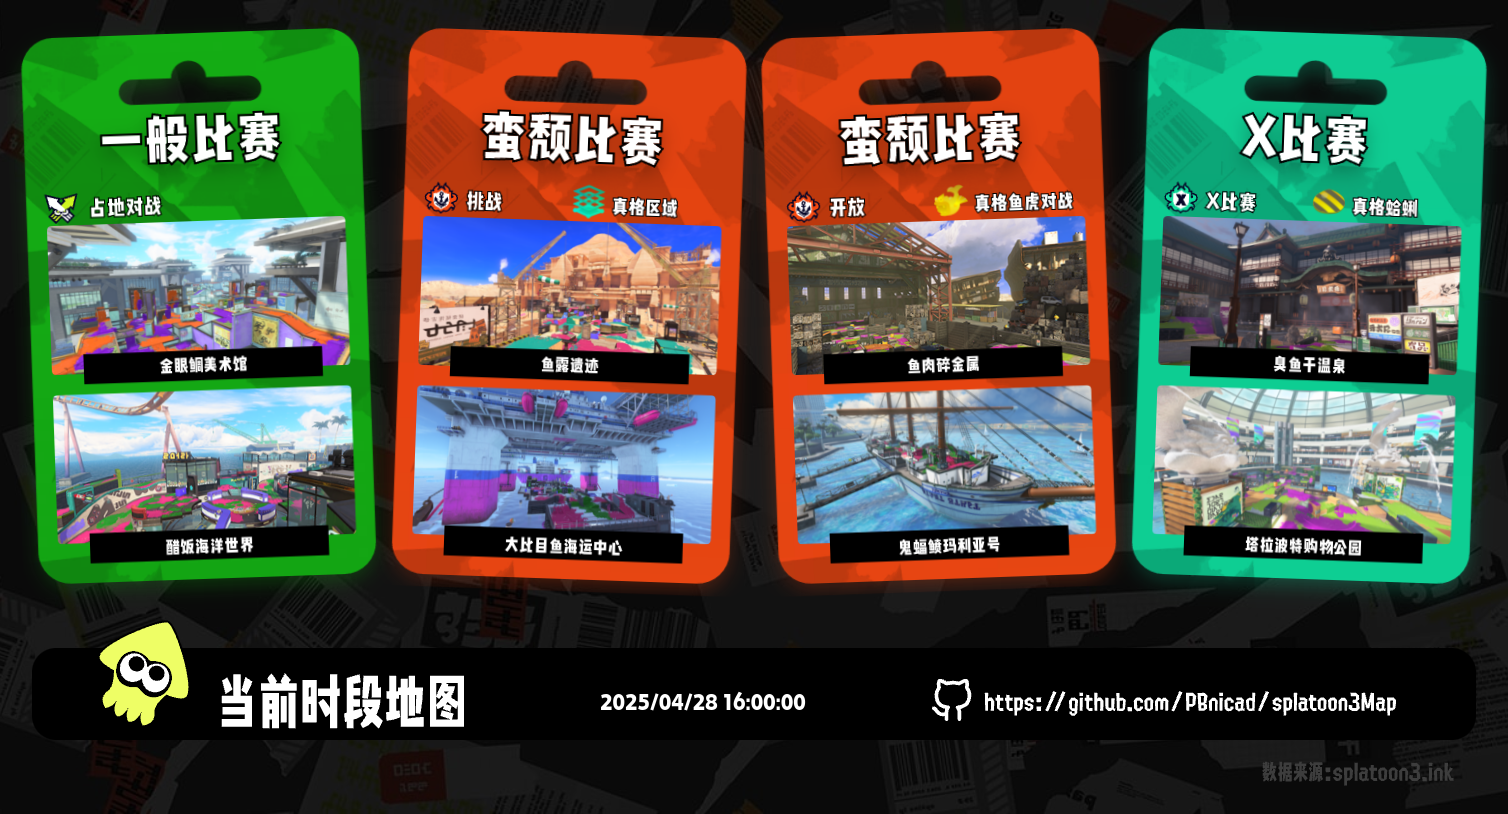 一般比赛
占地对战
金眼鲷美术馆
醋饭海洋世界
蛮颓比赛
挑战
真格区域
鱼露遗迹
大比目鱼海运中心
蛮颓比赛
开放
真格鱼虎对战
鱼肉碎金属
鬼蝠鲼玛利亚号
X比赛
X比赛
真格蛤蜊
臭鱼干温泉
塔拉波特购物公园
当前时段地图
2025/04/28 16:00:00
https://github.com/PBnicad/splatoon3Map
数据来源:splatoon3.ink